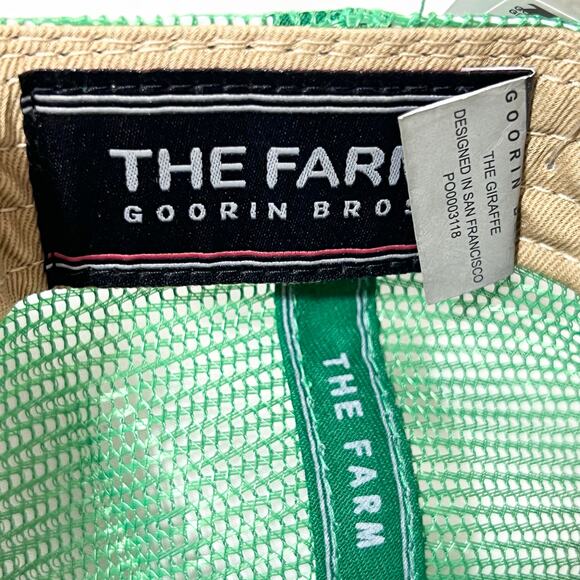 THE FARM
GOORIN BROS
GOORIN B
THE GIRAFFE
DESIGNED IN SAN FRANCISCO
PO0003118
THE FARM